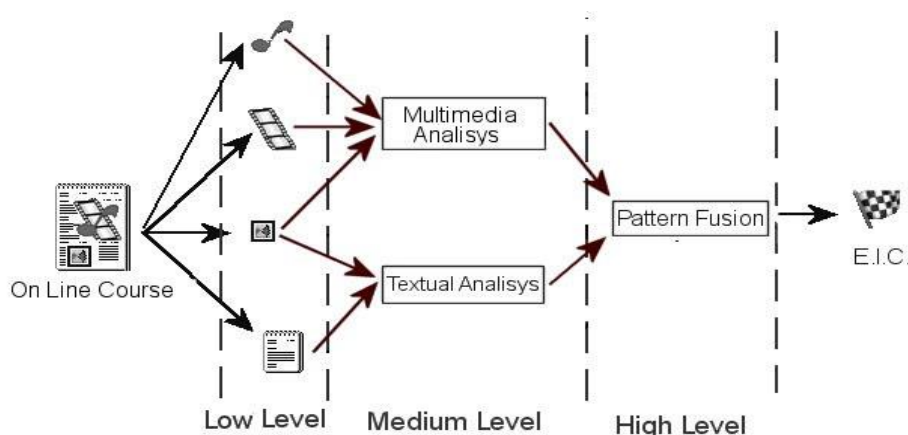 Multimedia
Analisys
On Line Course
Textual Analisys
Pattern Fusion
E.I.C.
Low Level
Medium Level
High Level